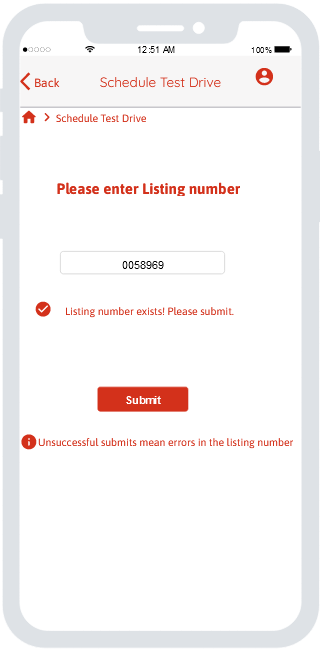 12:51 AM 100%
Back Schedule Test Drive
Schedule Test Drive
Please enter Listing number
0058969
Listing number exists! Please submit.
Submit
Unsuccessful submits mean errors in the listing number